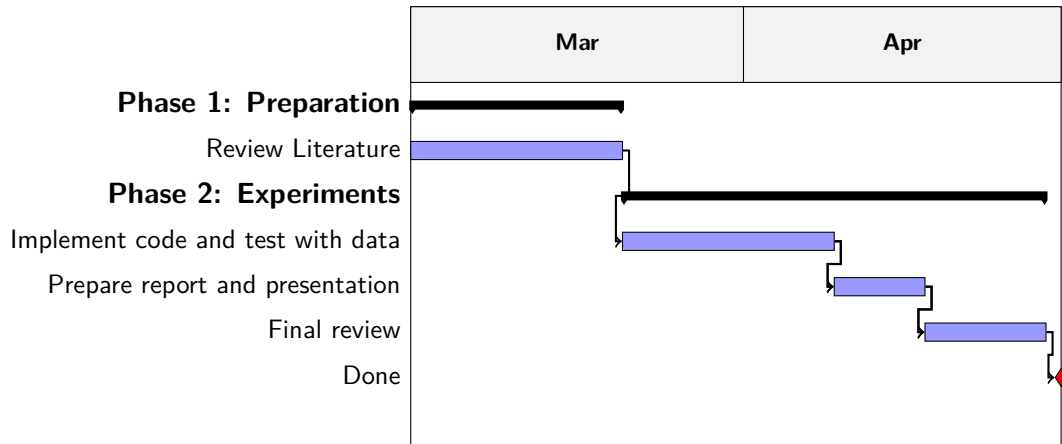 Mar Apr
Phase 1: Preparation
Review Literature
Phase 2: Experiments
Implement code and test with data
Prepare report and presentation
Final review
Done